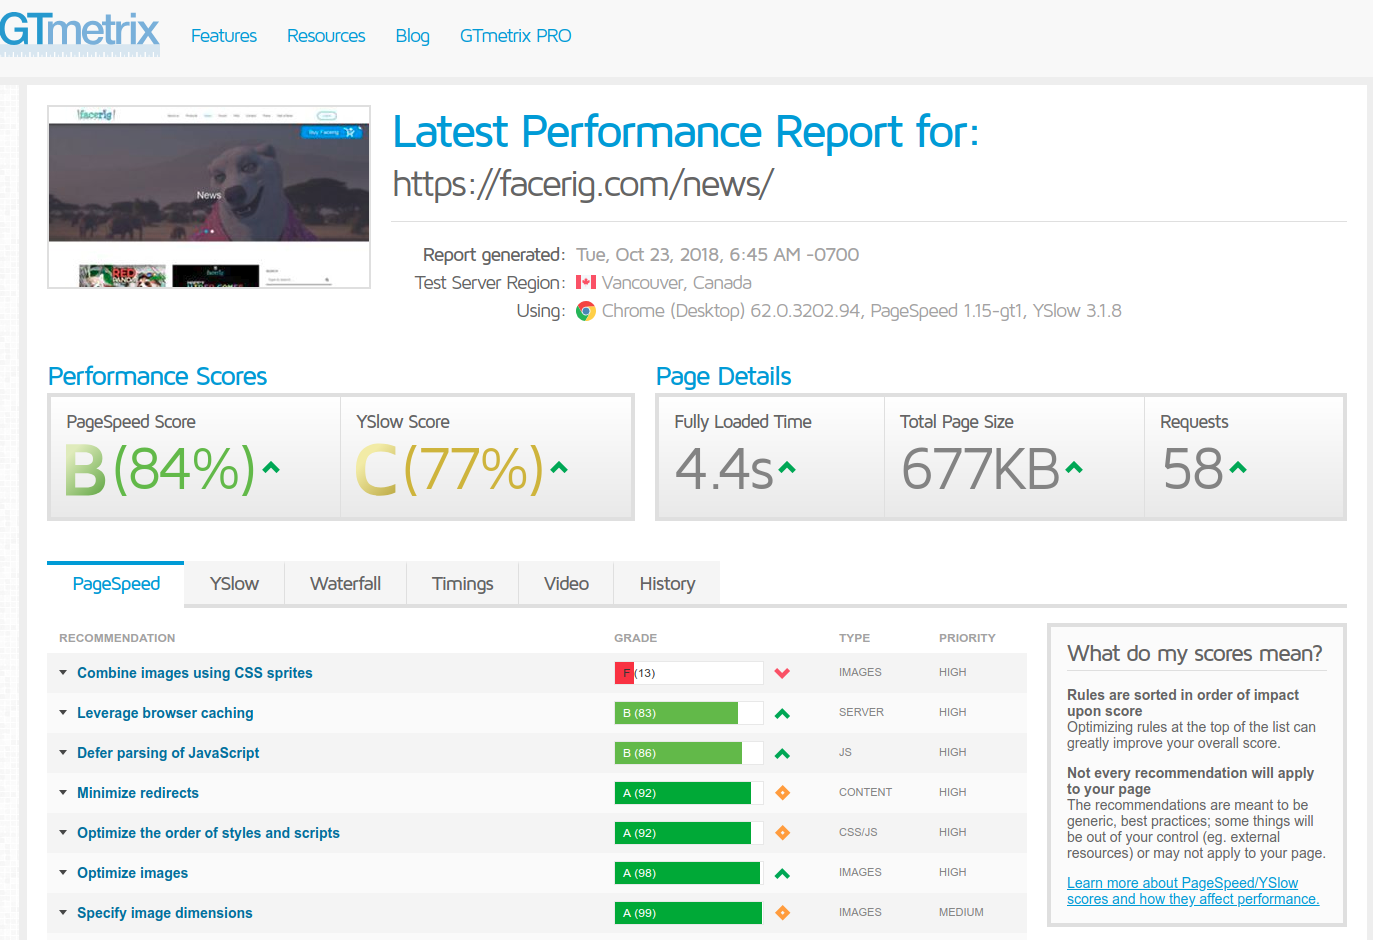 GTmetrix
Features Resources Blog GTmetrix PRO
facerig
Buy Facerig
News
RED
Latest Performance Report for:
https://facerig.com/news/
Report generated: Tue, Oct 23, 2018, 6:45 AM -0700
Test Server Region: Vancouver, Canada
Using: Chrome (Desktop) 62.0.3202.94, PageSpeed 1.15-gt1, YSlow 3.1.8
Performance Scores
PageSpeed Score YSlow Score
B (84%) C (77%)
Page Details
Fully Loaded Time Total Page Size Requests
4.4s 677KB 58
PageSpeed YSlow Waterfall Timings Video History
RECOMMENDATION GRADE TYPE PRIORITY
Combine images using CSS sprites F (13) IMAGES HIGH
Leverage browser caching B (83) SERVER HIGH
Defer parsing of JavaScript B (86) JS HIGH
Minimize redirects A (92) CONTENT HIGH
Optimize the order of styles and scripts A (92) CSS/JS HIGH
Optimize images A (98) IMAGES HIGH
Specify image dimensions A (99) IMAGES MEDIUM
What do my scores mean?
Rules are sorted in order of impact
upon score
Optimizing rules at the top of the list can
greatly improve your overall score.
Not every recommendation will apply
to your page
The recommendations are meant to be
generic, best practices; some things will
be out of your control (eg. external
resources) or may not apply to your page.
Learn more about PageSpeed/YSlow
scores and how they affect performance.